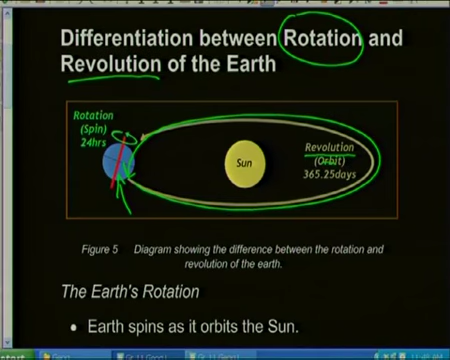 Differentiation between Rotation and
Revolution of the Earth
Rotation
(Spin)
24hrs
Sun
Revolution
(Orbit)
365.25days
Figure 5 Diagram showing the difference between the rotation and
revolution of the earth.
The Earth's Rotation
• Earth spins as it orbits the Sun.